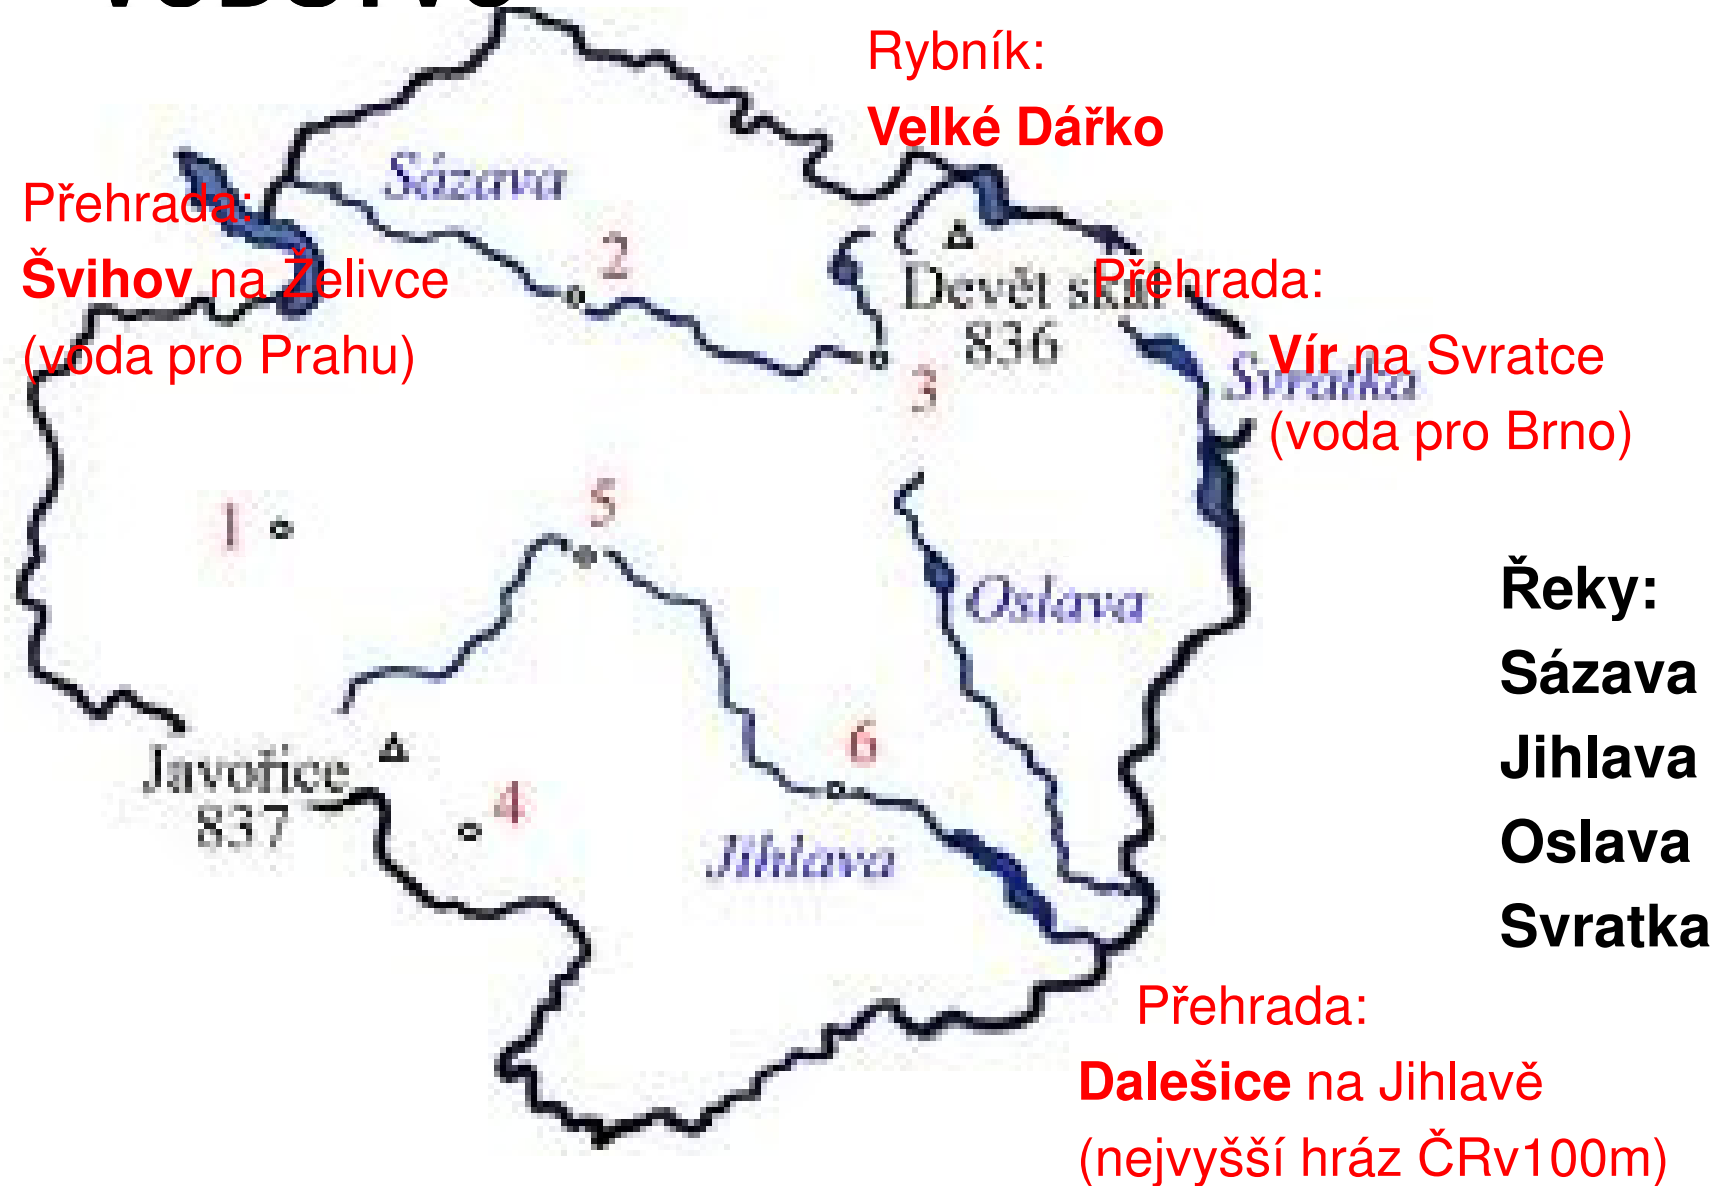 VODSTVO
Rybník:
Velké Dářko
Sázava
Přehrada:
Švihov na Želivce
(voda pro Prahu)
2
Devět skal
836
Přehrada:
Vír na Svratce
(voda pro Brno)
Svratka
3
1
5
Oslava
Řeky:
Sázava
Jihlava
Oslava
Svratka
Javořice
837
4
6
Jihlava
Přehrada:
Dalešice na Jihlavě
(nejvyšší hráz ČRv100m)